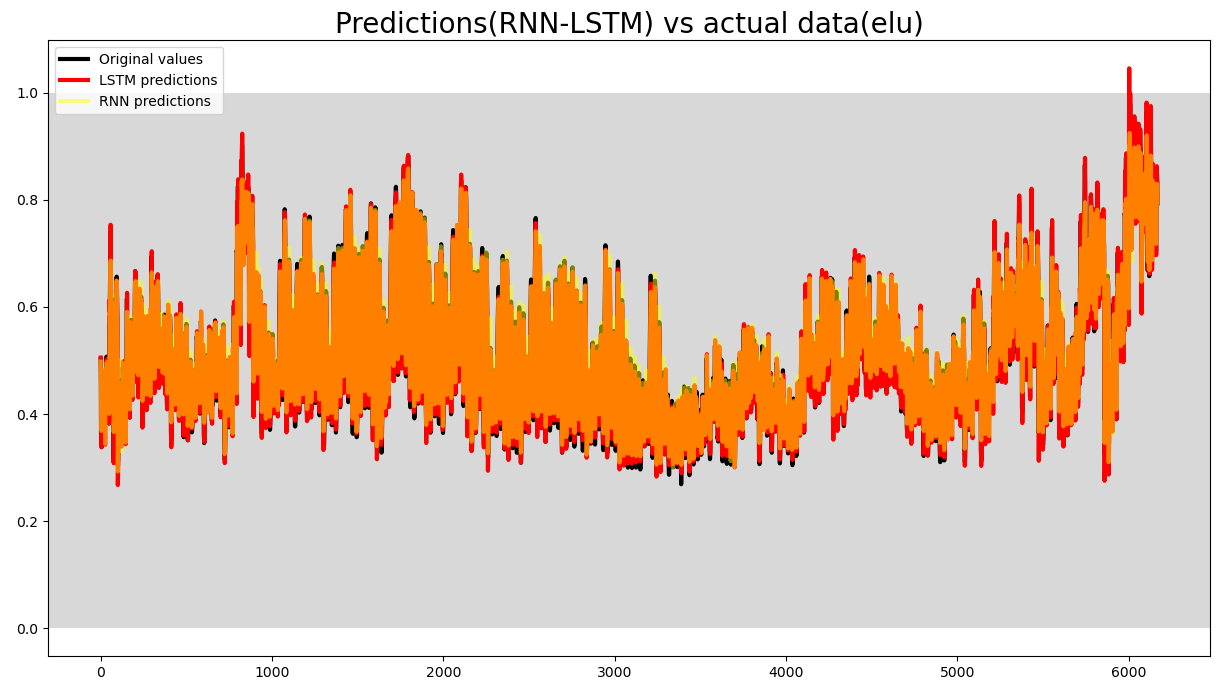 Predictions(RNN-LSTM) vs actual data(elu)
Original values
LSTM predictions
RNN predictions
1.0
0.8
0.6
0.4
0.2
0.0
0 1000 2000 3000 4000 5000 6000